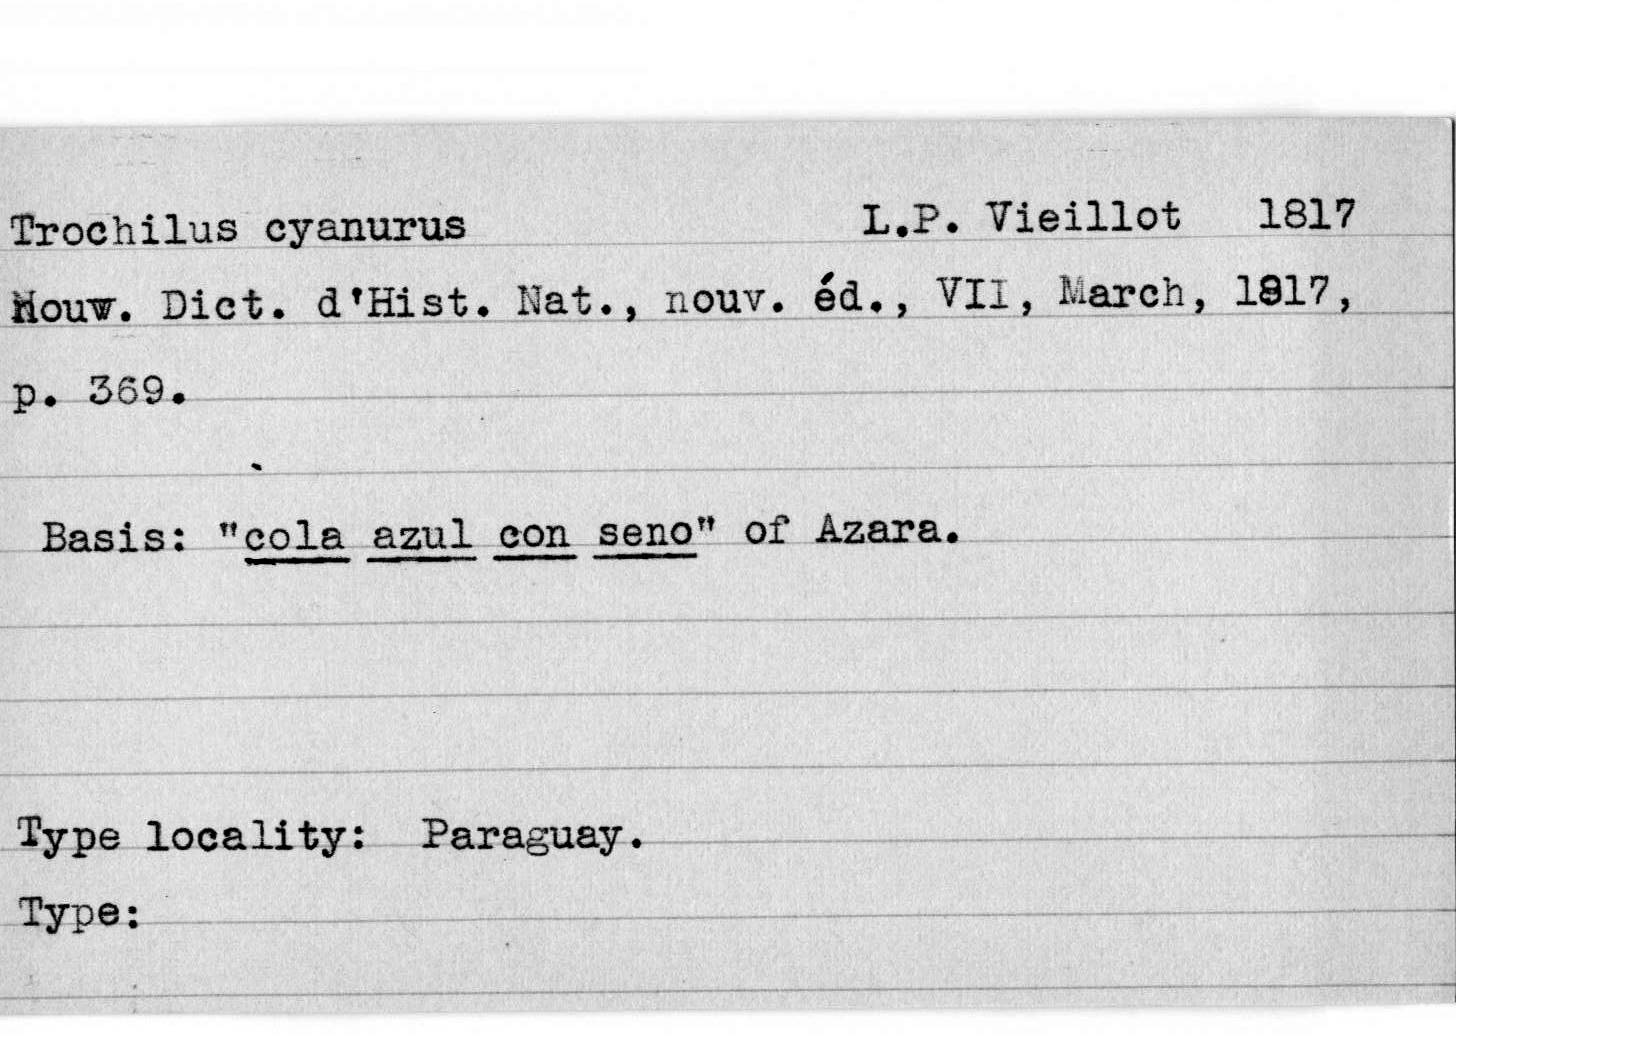 Trochilus cyanurus L.P. Vieillot 1817
Nouv. Dict. d'Hist. Nat., nouv. éd., VII, March, 1817,
p. 369.
Basis: "cola azul con seno" of Azara.
Type locality: Paraguay.
Type: